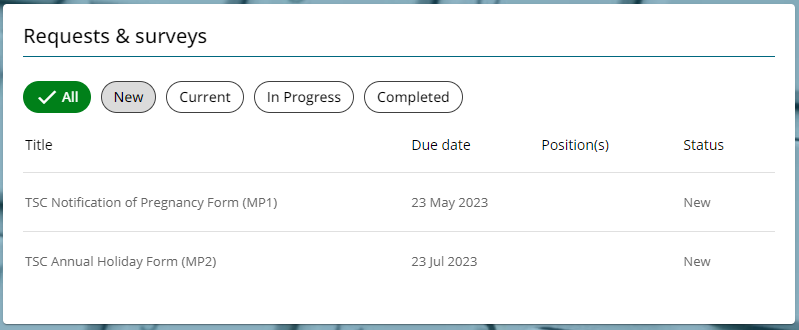 Requests & surveys
All New Current In Progress Completed
Title Due date Position(s) Status
TSC Notification of Pregnancy Form (MP1) 23 May 2023 New
TSC Annual Holiday Form (MP2) 23 Jul 2023 New